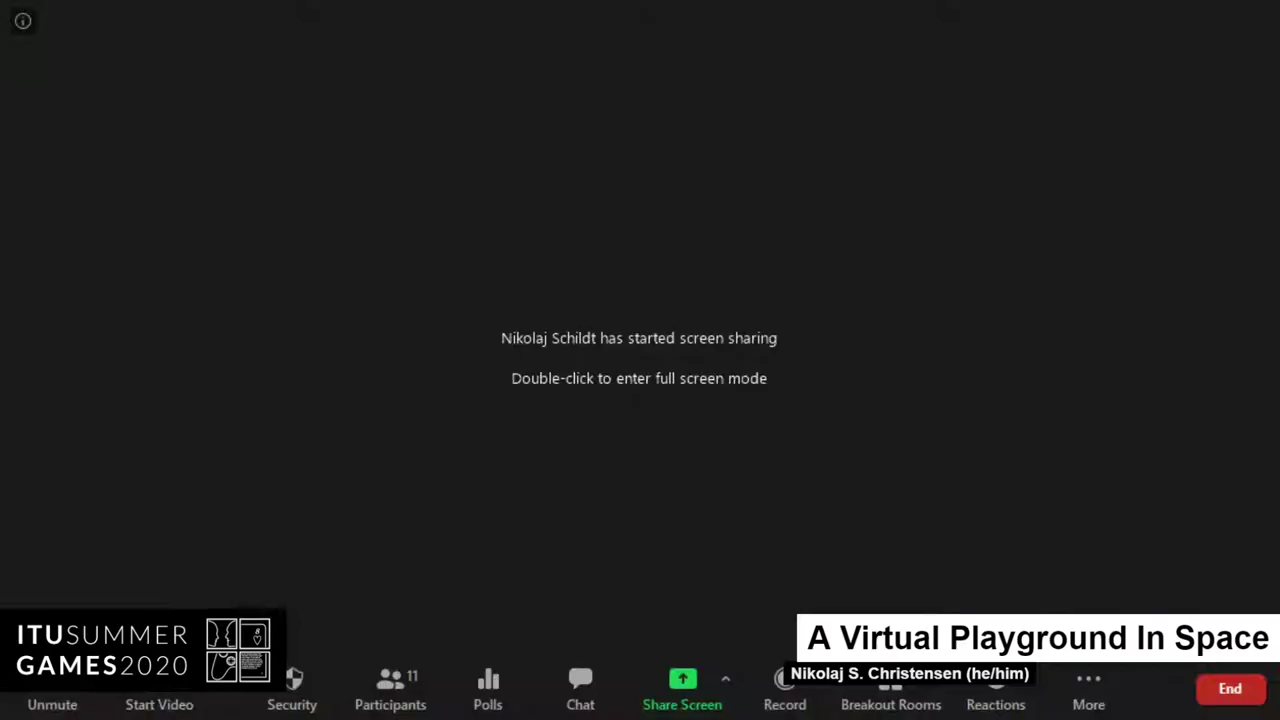 Nikolaj Schildt has started screen sharing
Double-click to enter full screen mode
ITUSUMMER
GAMES2020
8
A Virtual Playground In Space
Nikolaj S. Christensen (he/him)
11
Unmute
Start Video
Security
Participants
Polls
Chat
Share Screen
Record
Breakout Rooms
Reactions
More
End